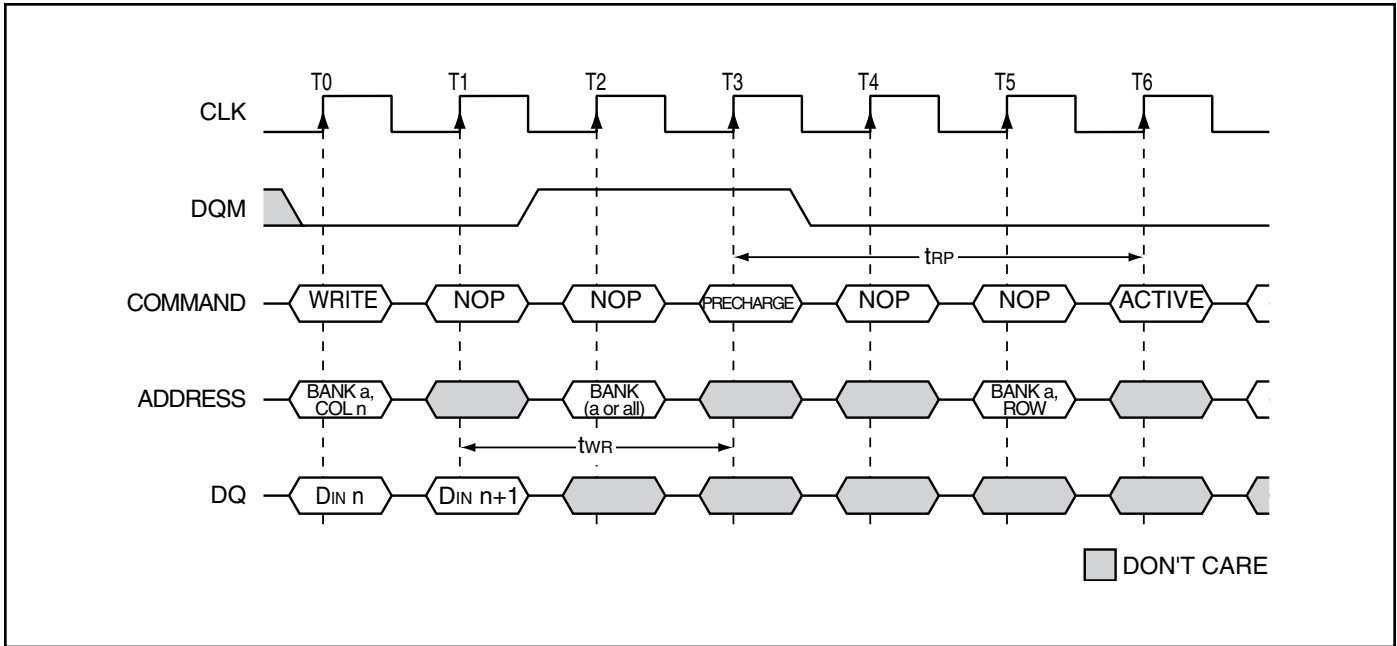 T0 T1 T2 T3 T4 T5 T6
CLK
DQM
tRP
COMMAND WRITE NOP NOP PRECHARGE NOP NOP ACTIVE
ADDRESS BANK a, COL n BANK (a or all) BANK a, ROW
tWR
DQ DIN n DIN n+1
DON'T CARE